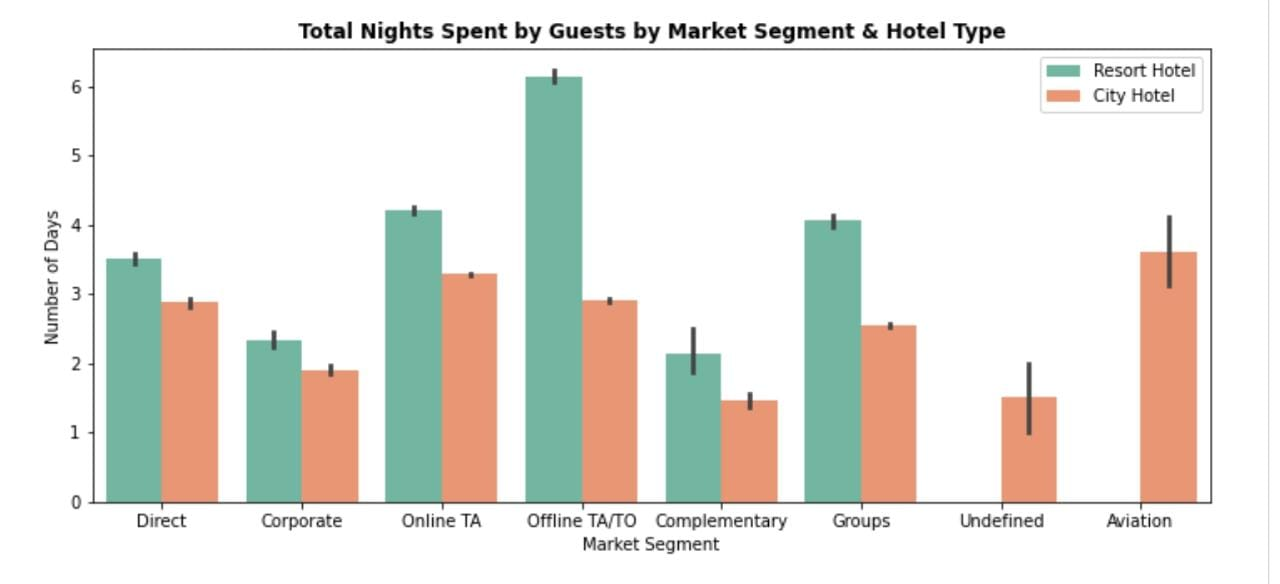 Total Nights Spent by Guests by Market Segment & Hotel Type
Resort Hotel
City Hotel
Number of Days
6
5
4
3
2
1
0
Direct Corporate Online TA Offline TA/TO Complementary Groups Undefined Aviation
Market Segment